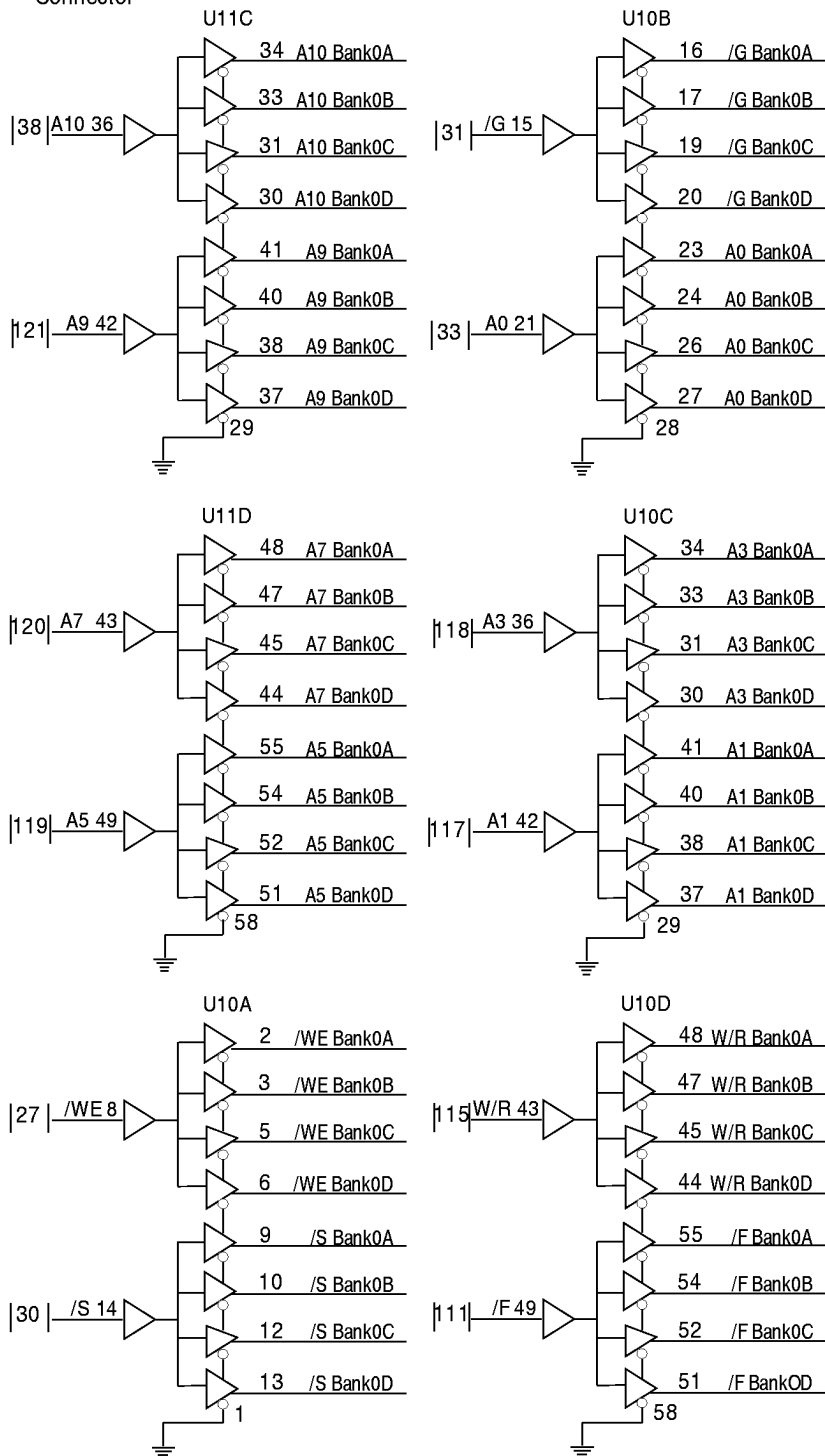 U11C
34 A10 Bank0A
33 A10 Bank0B
|38| A10 36
31 A10 Bank0C
30 A10 Bank0D
41 A9 Bank0A
40 A9 Bank0B
|121| A9 42
38 A9 Bank0C
37 A9 Bank0D
29
U10B
16 /G Bank0A
17 /G Bank0B
|31| /G 15
19 /G Bank0C
20 /G Bank0D
23 A0 Bank0A
24 A0 Bank0B
|33| A0 21
26 A0 Bank0C
27 A0 Bank0D
28
U11D
48 A7 Bank0A
47 A7 Bank0B
|120| A7 43
45 A7 Bank0C
44 A7 Bank0D
55 A5 Bank0A
54 A5 Bank0B
|119| A5 49
52 A5 Bank0C
51 A5 Bank0D
58
U10C
34 A3 Bank0A
33 A3 Bank0B
|118| A3 36
31 A3 Bank0C
30 A3 Bank0D
41 A1 Bank0A
40 A1 Bank0B
|117| A1 42
38 A1 Bank0C
37 A1 Bank0D
29
U10A
2 /WE Bank0A
3 /WE Bank0B
|27| /WE 8
5 /WE Bank0C
6 /WE Bank0D
9 /S Bank0A
10 /S Bank0B
|30| /S 14
12 /S Bank0C
13 /S Bank0D
1
U10D
48 W/R Bank0A
47 W/R Bank0B
|115| W/R 43
45 W/R Bank0C
44 W/R Bank0D
55 /F Bank0A
54 /F Bank0B
|111| /F 49
52 /F Bank0C
51 /F BankOD
58